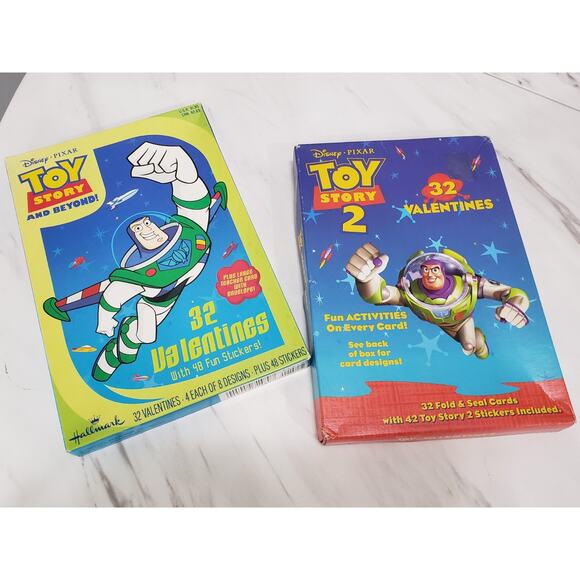 Disney · PIXAR
TOY
STORY
AND BEYOND!
PLUS LARGE
TEACHER CARD
WITH
ENVELOPE!
32
Valentines
With 48 Fun Stickers!
32 VALENTINES · 4 EACH OF 8 DESIGNS · PLUS 48 STICKERS
Hallmark
Disney · PIXAR
TOY
STORY
2
32
VALENTINES
Fun ACTIVITIES
On Every Card!
See back
of box for
card designs!
32 Fold & Seal Cards
with 42 Toy Story 2 Stickers Included.